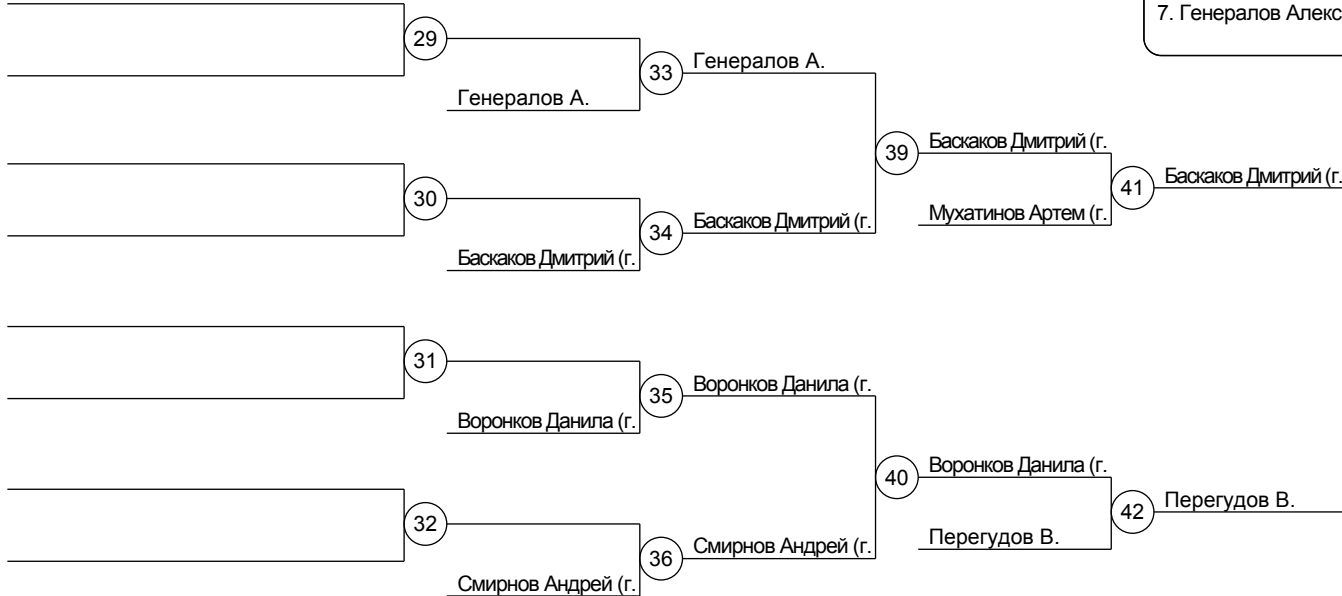 7. Генералов Алекс
29
33
Генералов А.
Генералов А.
39
Баскаков Дмитрий (г.
41
Баскаков Дмитрий (г.
30
34
Баскаков Дмитрий (г.
Мухатинов Артем (г.
Баскаков Дмитрий (г.
31
35
Воронков Данила (г.
Воронков Данила (г.
40
Воронков Данила (г.
42
Перегудов В.
32
36
Смирнов Андрей (г.
Перегудов В.
Смирнов Андрей (г.